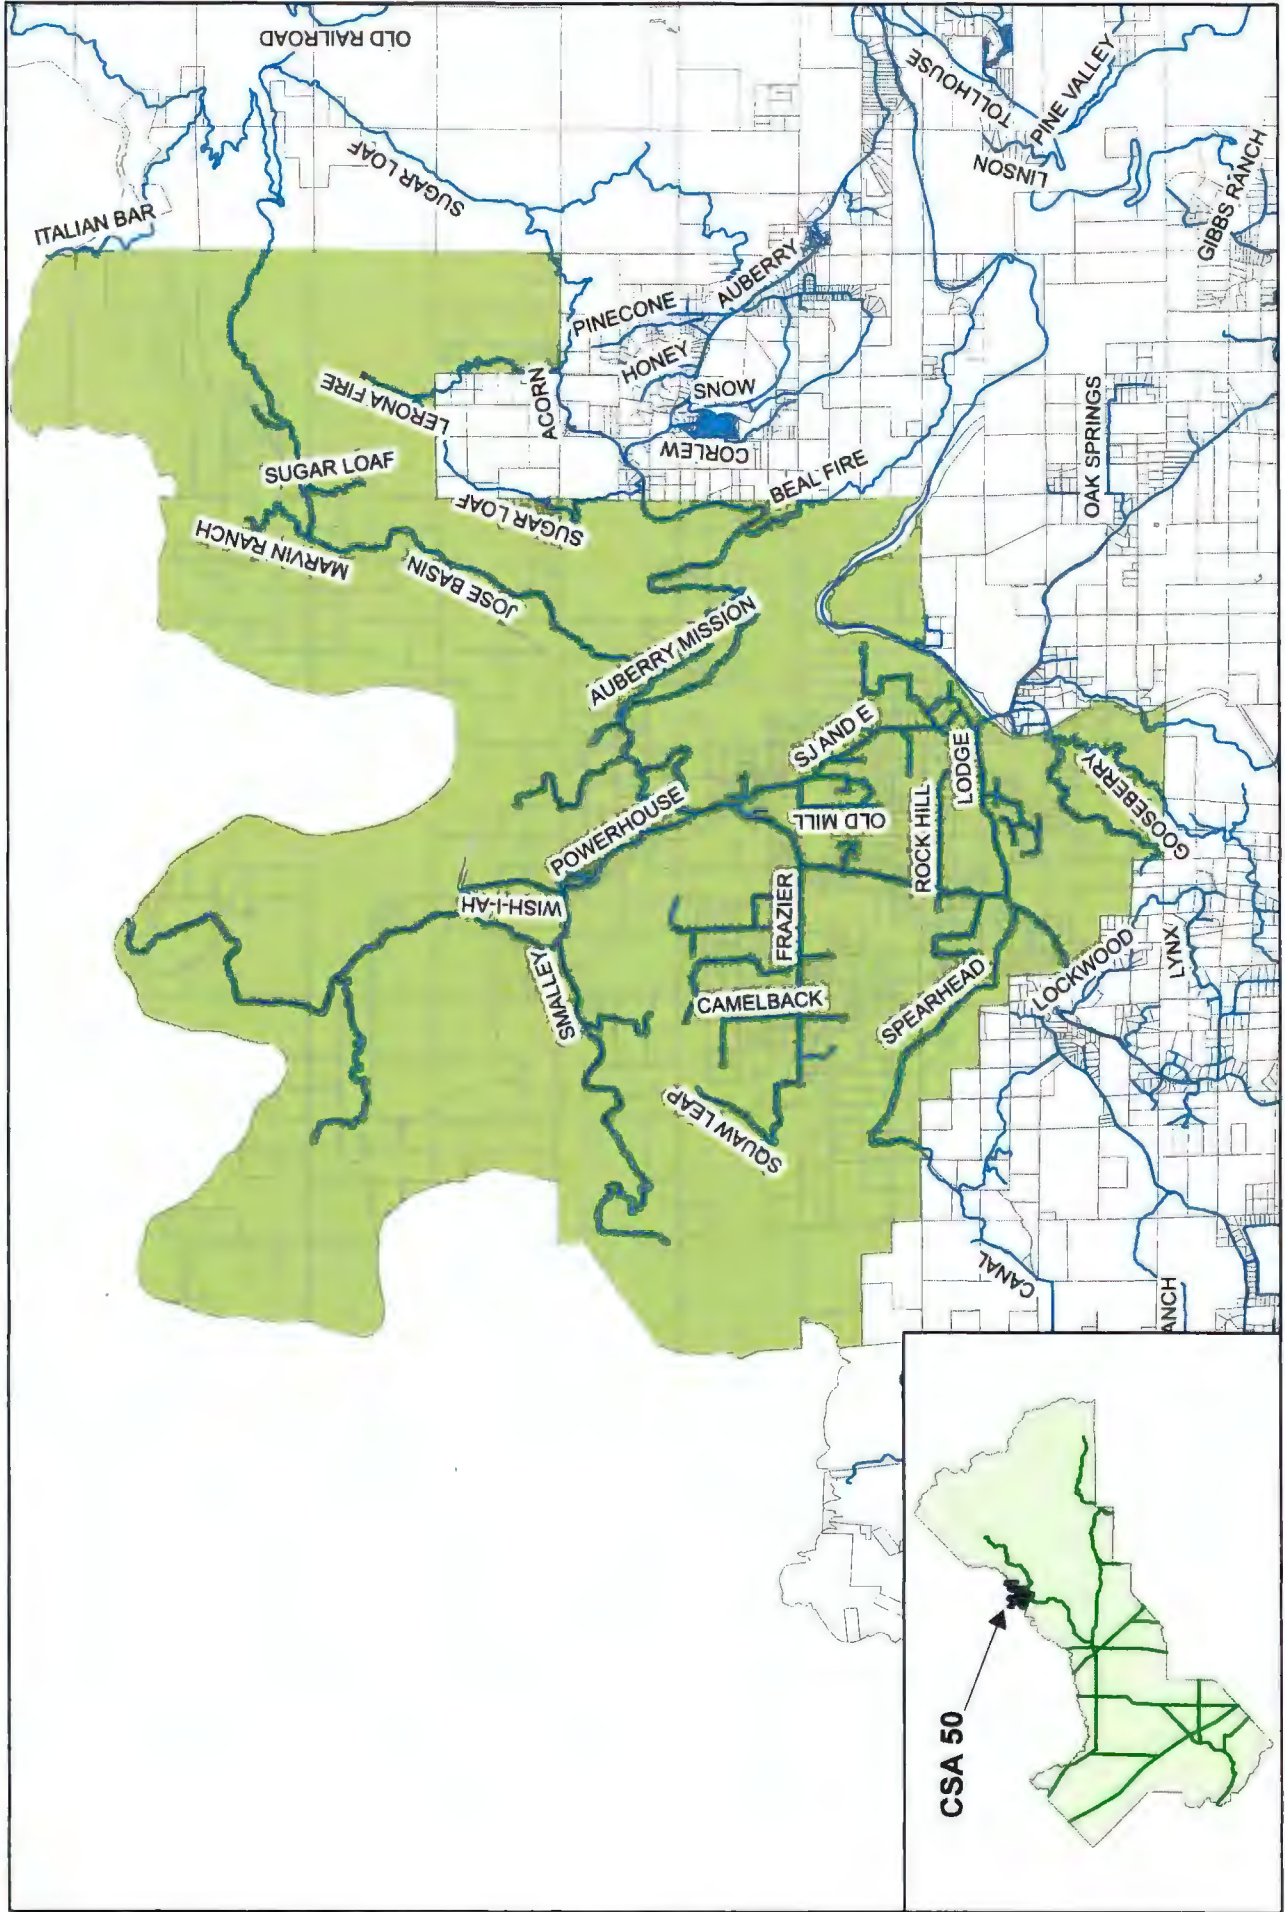 OLD RAILROAD
ITALIAN BAR
SUGAR LOAF
TOLLHOUSE
PINE VALLEY
LINSON
GIBBS RANCH
AUBERRY
PINECONE
HONEY
SNOW
CORLEW
ACORN
LERONA FIRE
SUGAR LOAF
SUGAR LOAF
MARVIN RANCH
JOSE BASIN
BEAL FIRE
OAK SPRINGS
AUBERRY MISSION
SJ AND E
LODGE
OLD MILL
ROCK HILL
GOOSEBERRY
POWERHOUSE
WISH-I-AH
FRAZIER
SMALLEY
CAMELBACK
SPEARHEAD
LOCKWOOD
LYNX
SQUAW LEAP
CANAL
ANCH
CSA 50